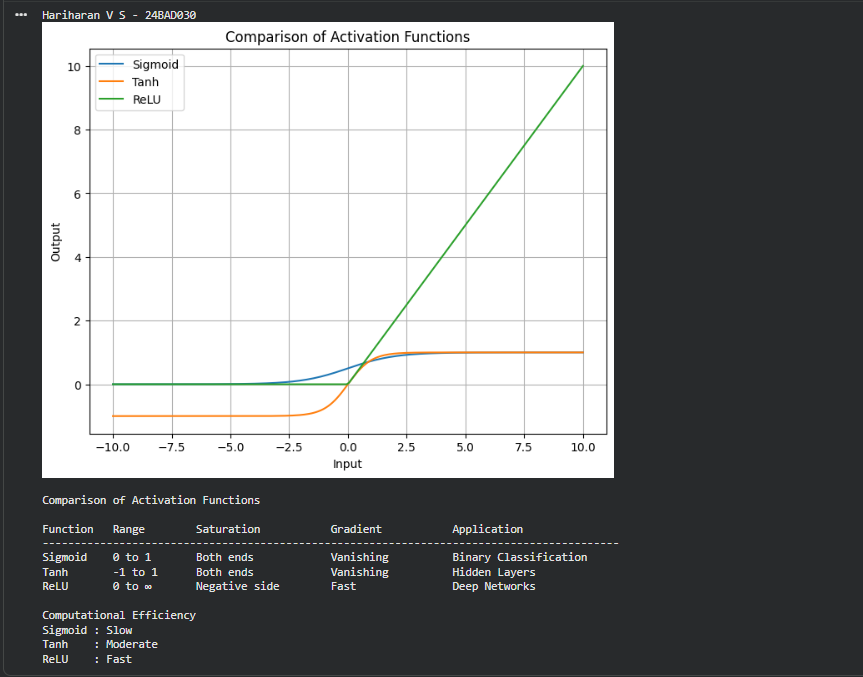 Hariharan V S - 24BAD030
Comparison of Activation Functions
Sigmoid
Tanh
ReLU
10
8
6
4
2
0
Output
−10.0 −7.5 −5.0 −2.5 0.0 2.5 5.0 7.5 10.0
Input
Comparison of Activation Functions
Function Range Saturation Gradient Application
------------------------------------------------------------------------------------------
Sigmoid 0 to 1 Both ends Vanishing Binary Classification
Tanh -1 to 1 Both ends Vanishing Hidden Layers
ReLU 0 to ∞ Negative side Fast Deep Networks
Computational Efficiency
Sigmoid : Slow
Tanh : Moderate
ReLU : Fast